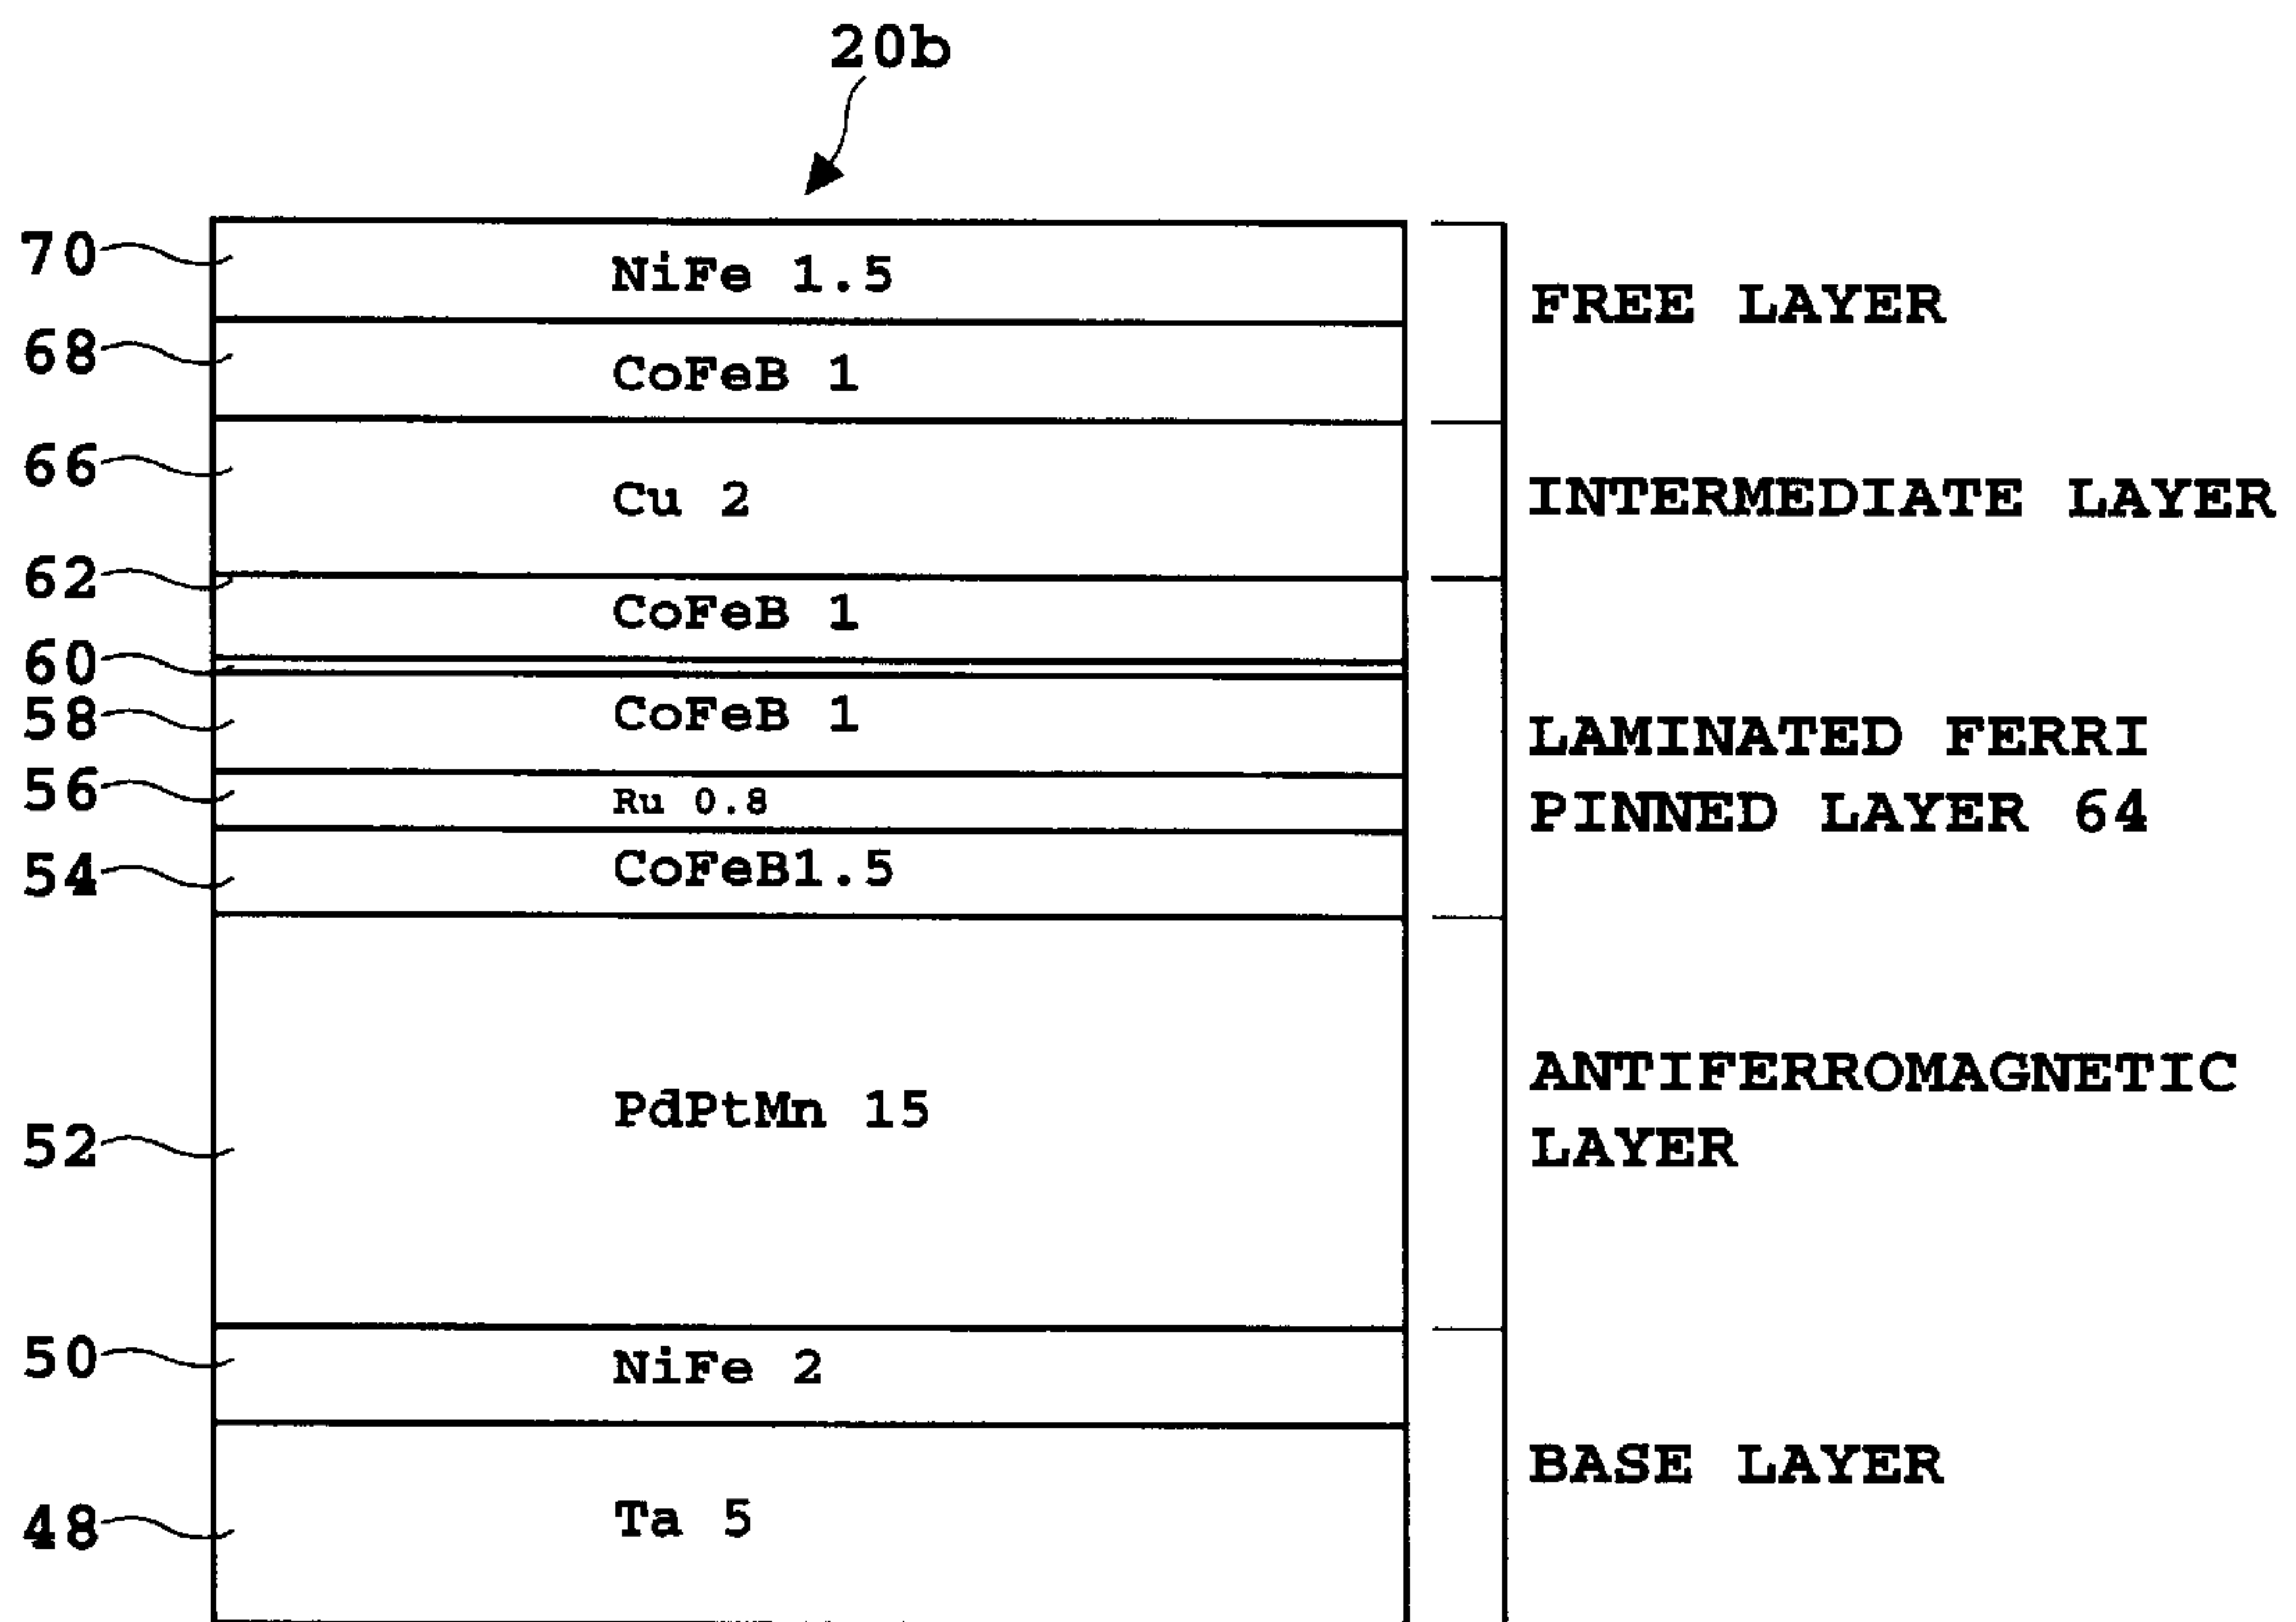 20b
70
NiFe 1.5
68
CoFeB 1
FREE LAYER
66
Cu 2
INTERMEDIATE LAYER
62
CoFeB 1
60
58
CoFeB 1
56
Ru 0.8
54
CoFeB1.5
LAMINATED FERRI
PINNED LAYER 64
52
PdPtMn 15
ANTIFERROMAGNETIC
LAYER
50
NiFe 2
48
Ta 5
BASE LAYER